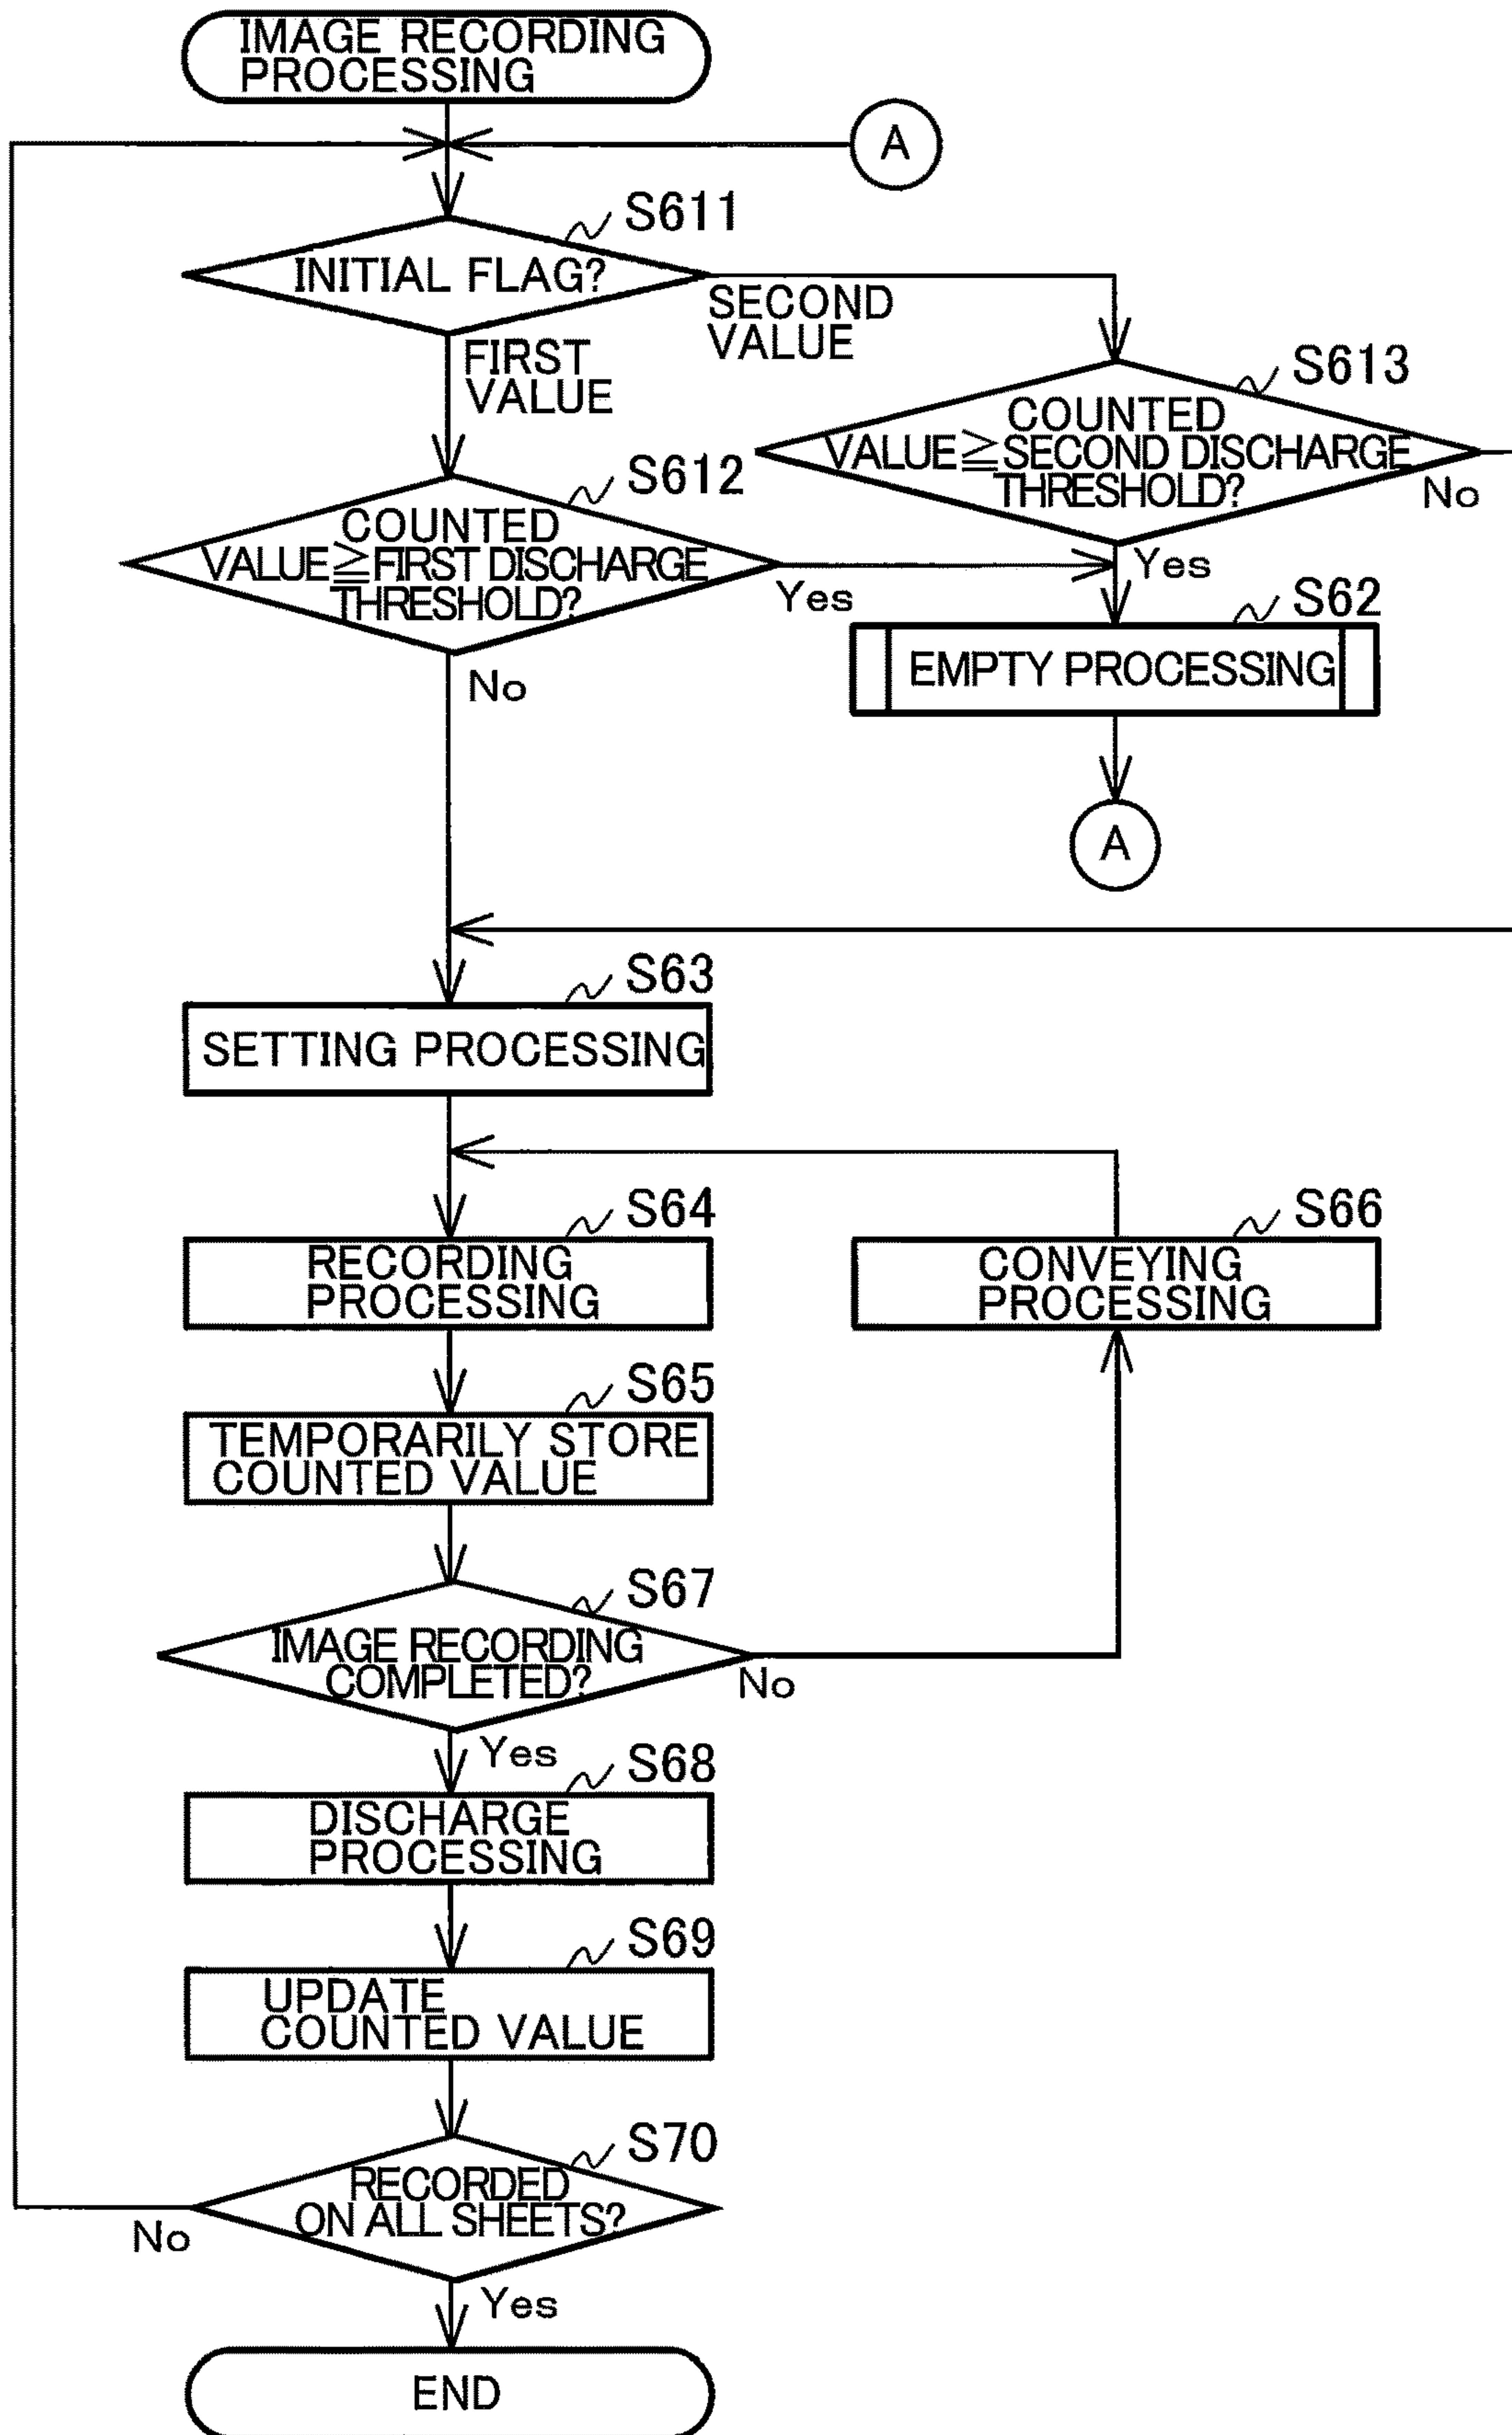 IMAGE RECORDING
PROCESSING
A
S611
INITIAL FLAG?
SECOND
VALUE
FIRST
VALUE
S613
COUNTED
VALUE≧SECOND DISCHARGE
THRESHOLD?
No
Yes
S612
COUNTED
VALUE≧FIRST DISCHARGE
THRESHOLD?
Yes
No
S62
EMPTY PROCESSING
A
S63
SETTING PROCESSING
S64
RECORDING
PROCESSING
S66
CONVEYING
PROCESSING
S65
TEMPORARILY STORE
COUNTED VALUE
S67
IMAGE RECORDING
COMPLETED?
No
Yes
S68
DISCHARGE
PROCESSING
S69
UPDATE
COUNTED VALUE
S70
RECORDED
ON ALL SHEETS?
No
Yes
END